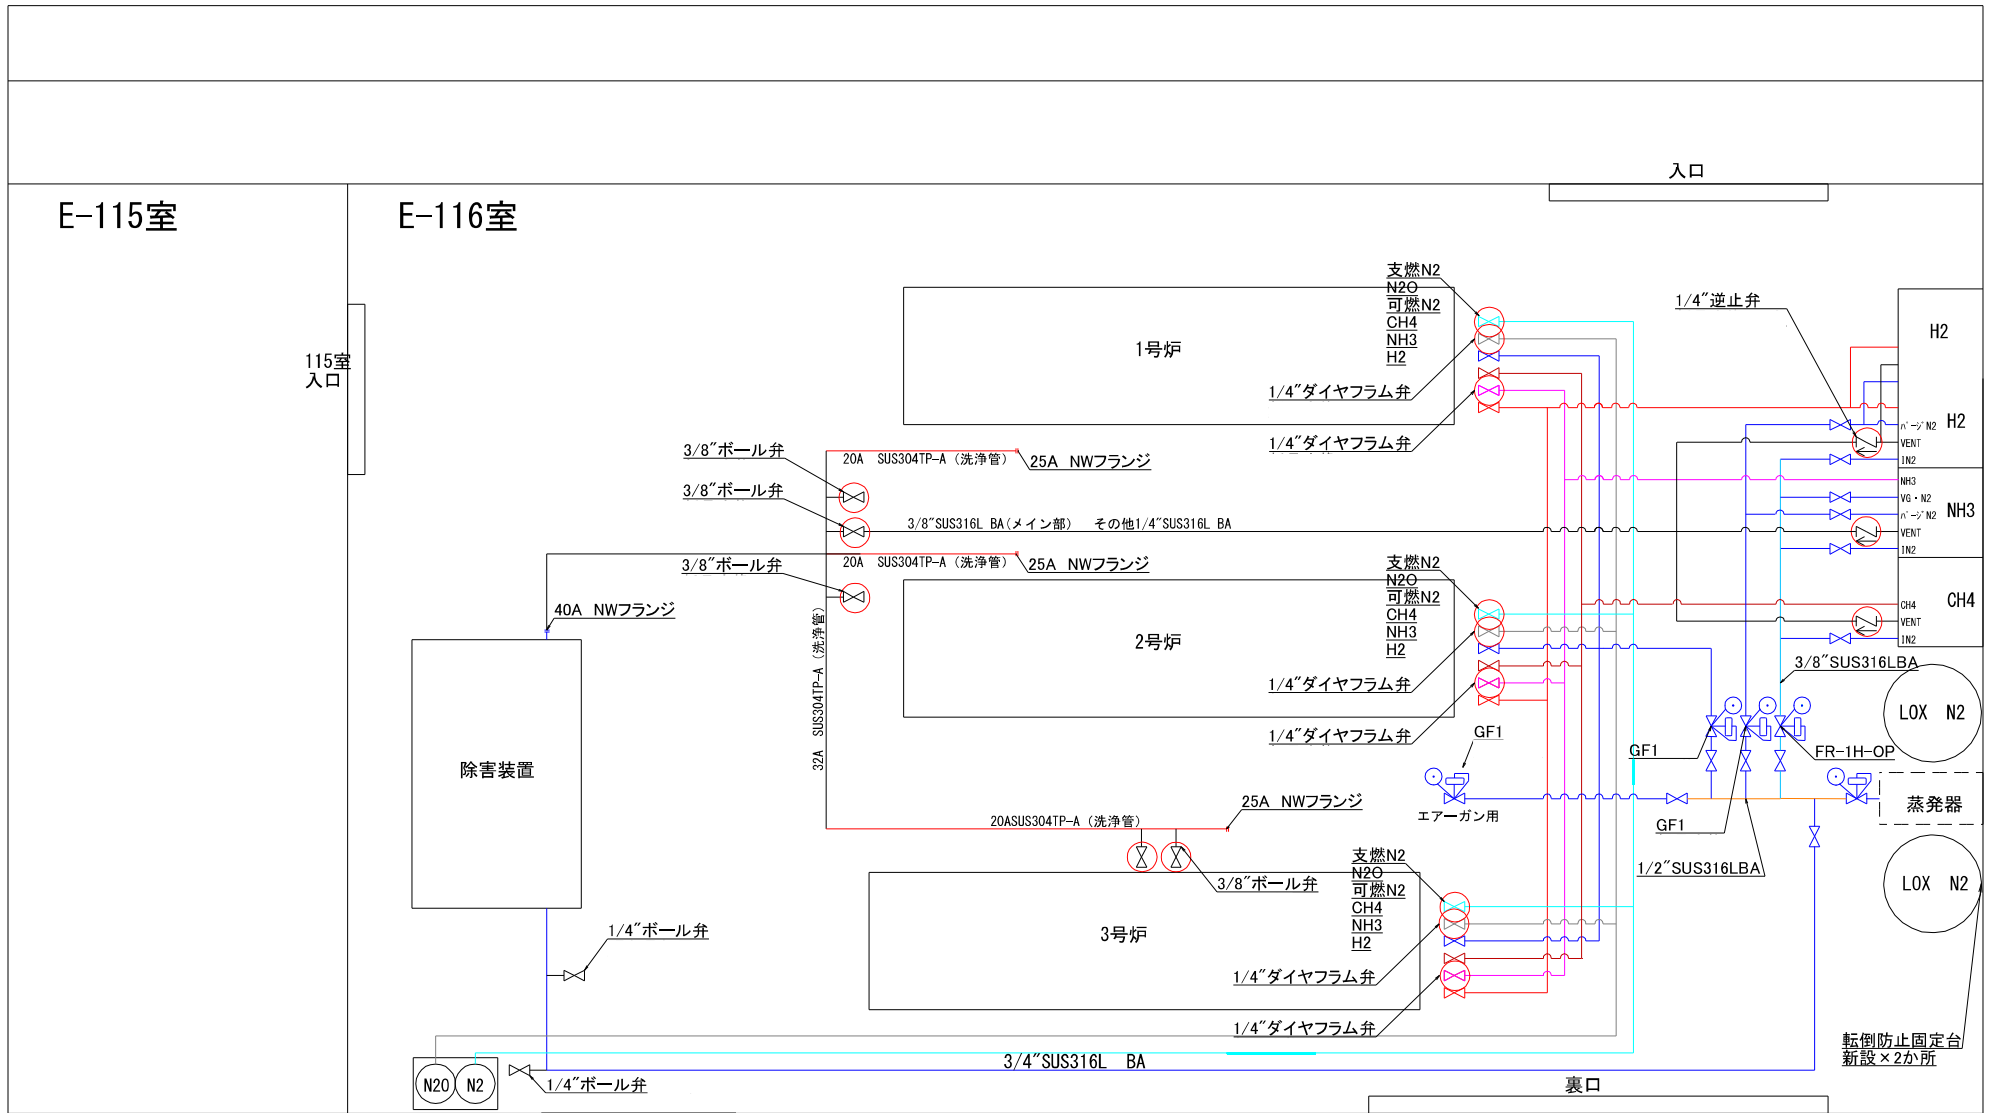 入口
E-115室
E-116室
115室
入口
支燃N2
N2O
可燃N2
CH4
NH3
H2
1号炉
1/4"ダイヤフラム弁
1/4"ダイヤフラム弁
1/4"逆止弁
H2
H2
パージN2
VENT
IN2
NH3
VG・N2
パージN2
VENT
IN2
NH3
CH4
VENT
IN2
CH4
3/8"ボール弁
20A SUS304TP-A (洗浄管)
25A NWフランジ
3/8"ボール弁
3/8"SUS316L BA(メイン部) その他1/4"SUS316L BA
20A SUS304TP-A (洗浄管)
25A NWフランジ
3/8"ボール弁
40A NWフランジ
32A SUS304TP-A (洗浄管)
除害装置
支燃N2
N2O
可燃N2
CH4
NH3
H2
2号炉
1/4"ダイヤフラム弁
1/4"ダイヤフラム弁
3/8"SUS316LBA
LOX N2
GF1
GF1
FR-1H-OP
エアーガン用
蒸発器
GF1
1/2"SUS316LBA
LOX N2
25A NWフランジ
20ASUS304TP-A (洗浄管)
3/8"ボール弁
支燃N2
N2O
可燃N2
CH4
NH3
H2
3号炉
1/4"ダイヤフラム弁
1/4"ダイヤフラム弁
1/4"ボール弁
転倒防止固定台
新設×2か所
3/4"SUS316L BA
N20
N2
1/4"ボール弁
裏口